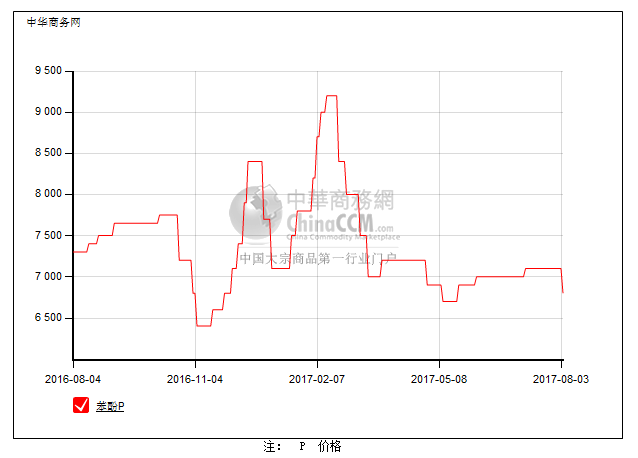 中华商务网
9 500
9 000
8 500
8 000
7 500
7 000
6 500
中華商務網
ChinaCCM.com
China Commodity Marketplace
中国大宗商品第一行业门户
2016-08-04
2016-11-04
2017-02-07
2017-05-08
2017-08-03
苯酚P
注： P 价格